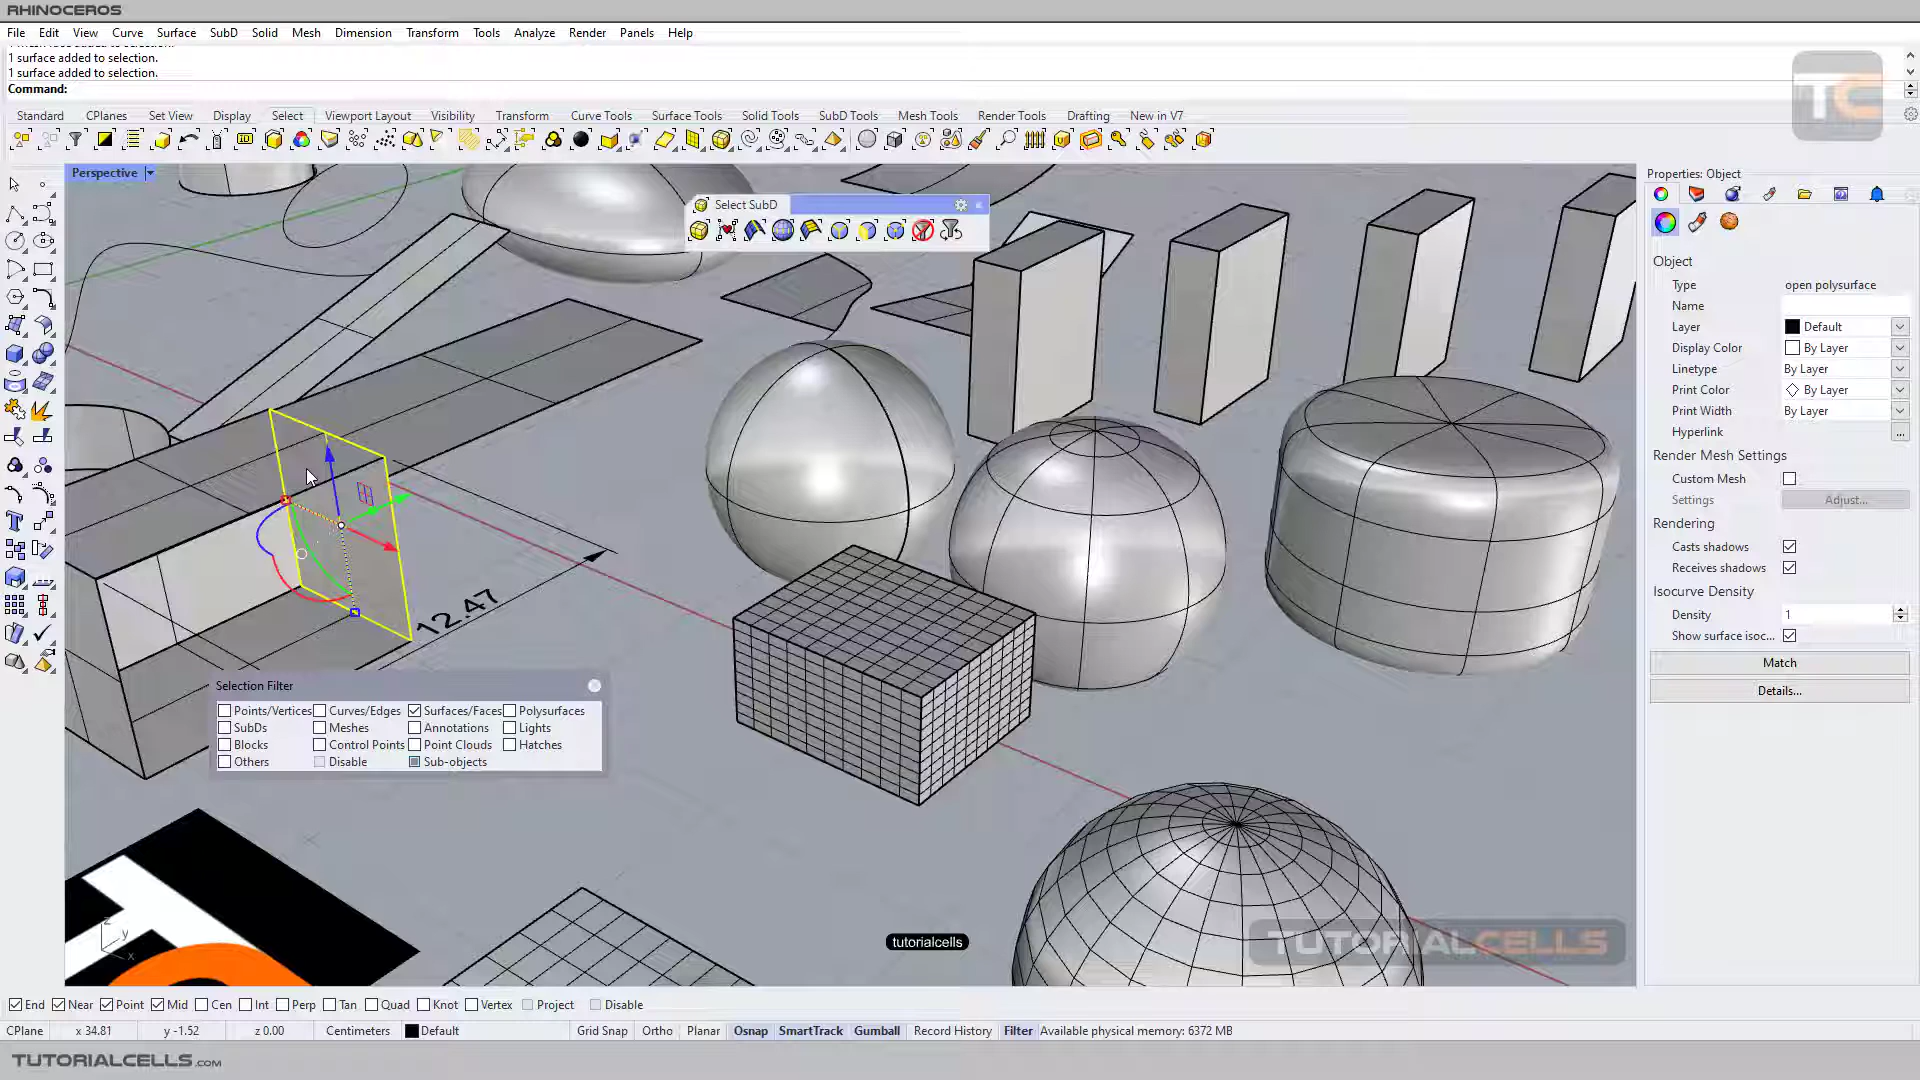 RHINOCEROS
File Edit View Curve Surface SubD Solid Mesh Dimension Transform Tools Analyze Render Panels Help
1 surface added to selection.
1 surface added to selection.
Command:
TC
Standard CPlanes Set View Display Select Viewport Layout Visibility Transform Curve Tools Surface Tools Solid Tools SubD Tools Mesh Tools Render Tools Drafting New in V7
Perspective
Select SubD
Properties: Object
Object
Type open polysurface
Name
Layer Default
Display Color By Layer
Linetype By Layer
Print Color By Layer
Print Width By Layer
Hyperlink ...
Render Mesh Settings
Custom Mesh
Settings Adjust...
Rendering
Casts shadows
Receives shadows
Isocurve Density
Density 1
Show surface isoc...
Match
Details...
12.47
Selection Filter
Points/Vertices Curves/Edges Surfaces/Faces Polysurfaces
SubDs Meshes Annotations Lights
Blocks Control Points Point Clouds Hatches
Others Disable Sub-objects
z
y
x
tutorialcells
TUTORIALCELLS
End Near Point Mid Cen Int Perp Tan Quad Knot Vertex Project Disable
CPlane x 34.81 y -1.52 z 0.00 Centimeters Default Grid Snap Ortho Planar Osnap SmartTrack Gumball Record History Filter Available physical memory: 6372 MB
TUTORIALCELLS.COM